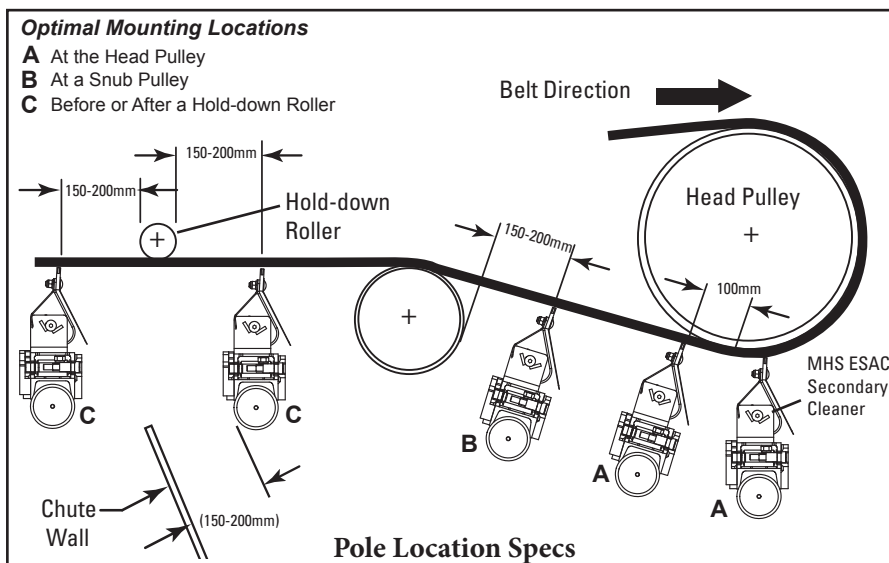 Optimal Mounting Locations
A At the Head Pulley
B At a Snub Pulley
C Before or After a Hold-down Roller
Belt Direction
150-200mm
150-200mm
Hold-down
Roller
Head Pulley
150-200mm
100mm
MHS ESAC
Secondary
Cleaner
C
C
B
A
A
Chute
Wall
(150-200mm)
Pole Location Specs